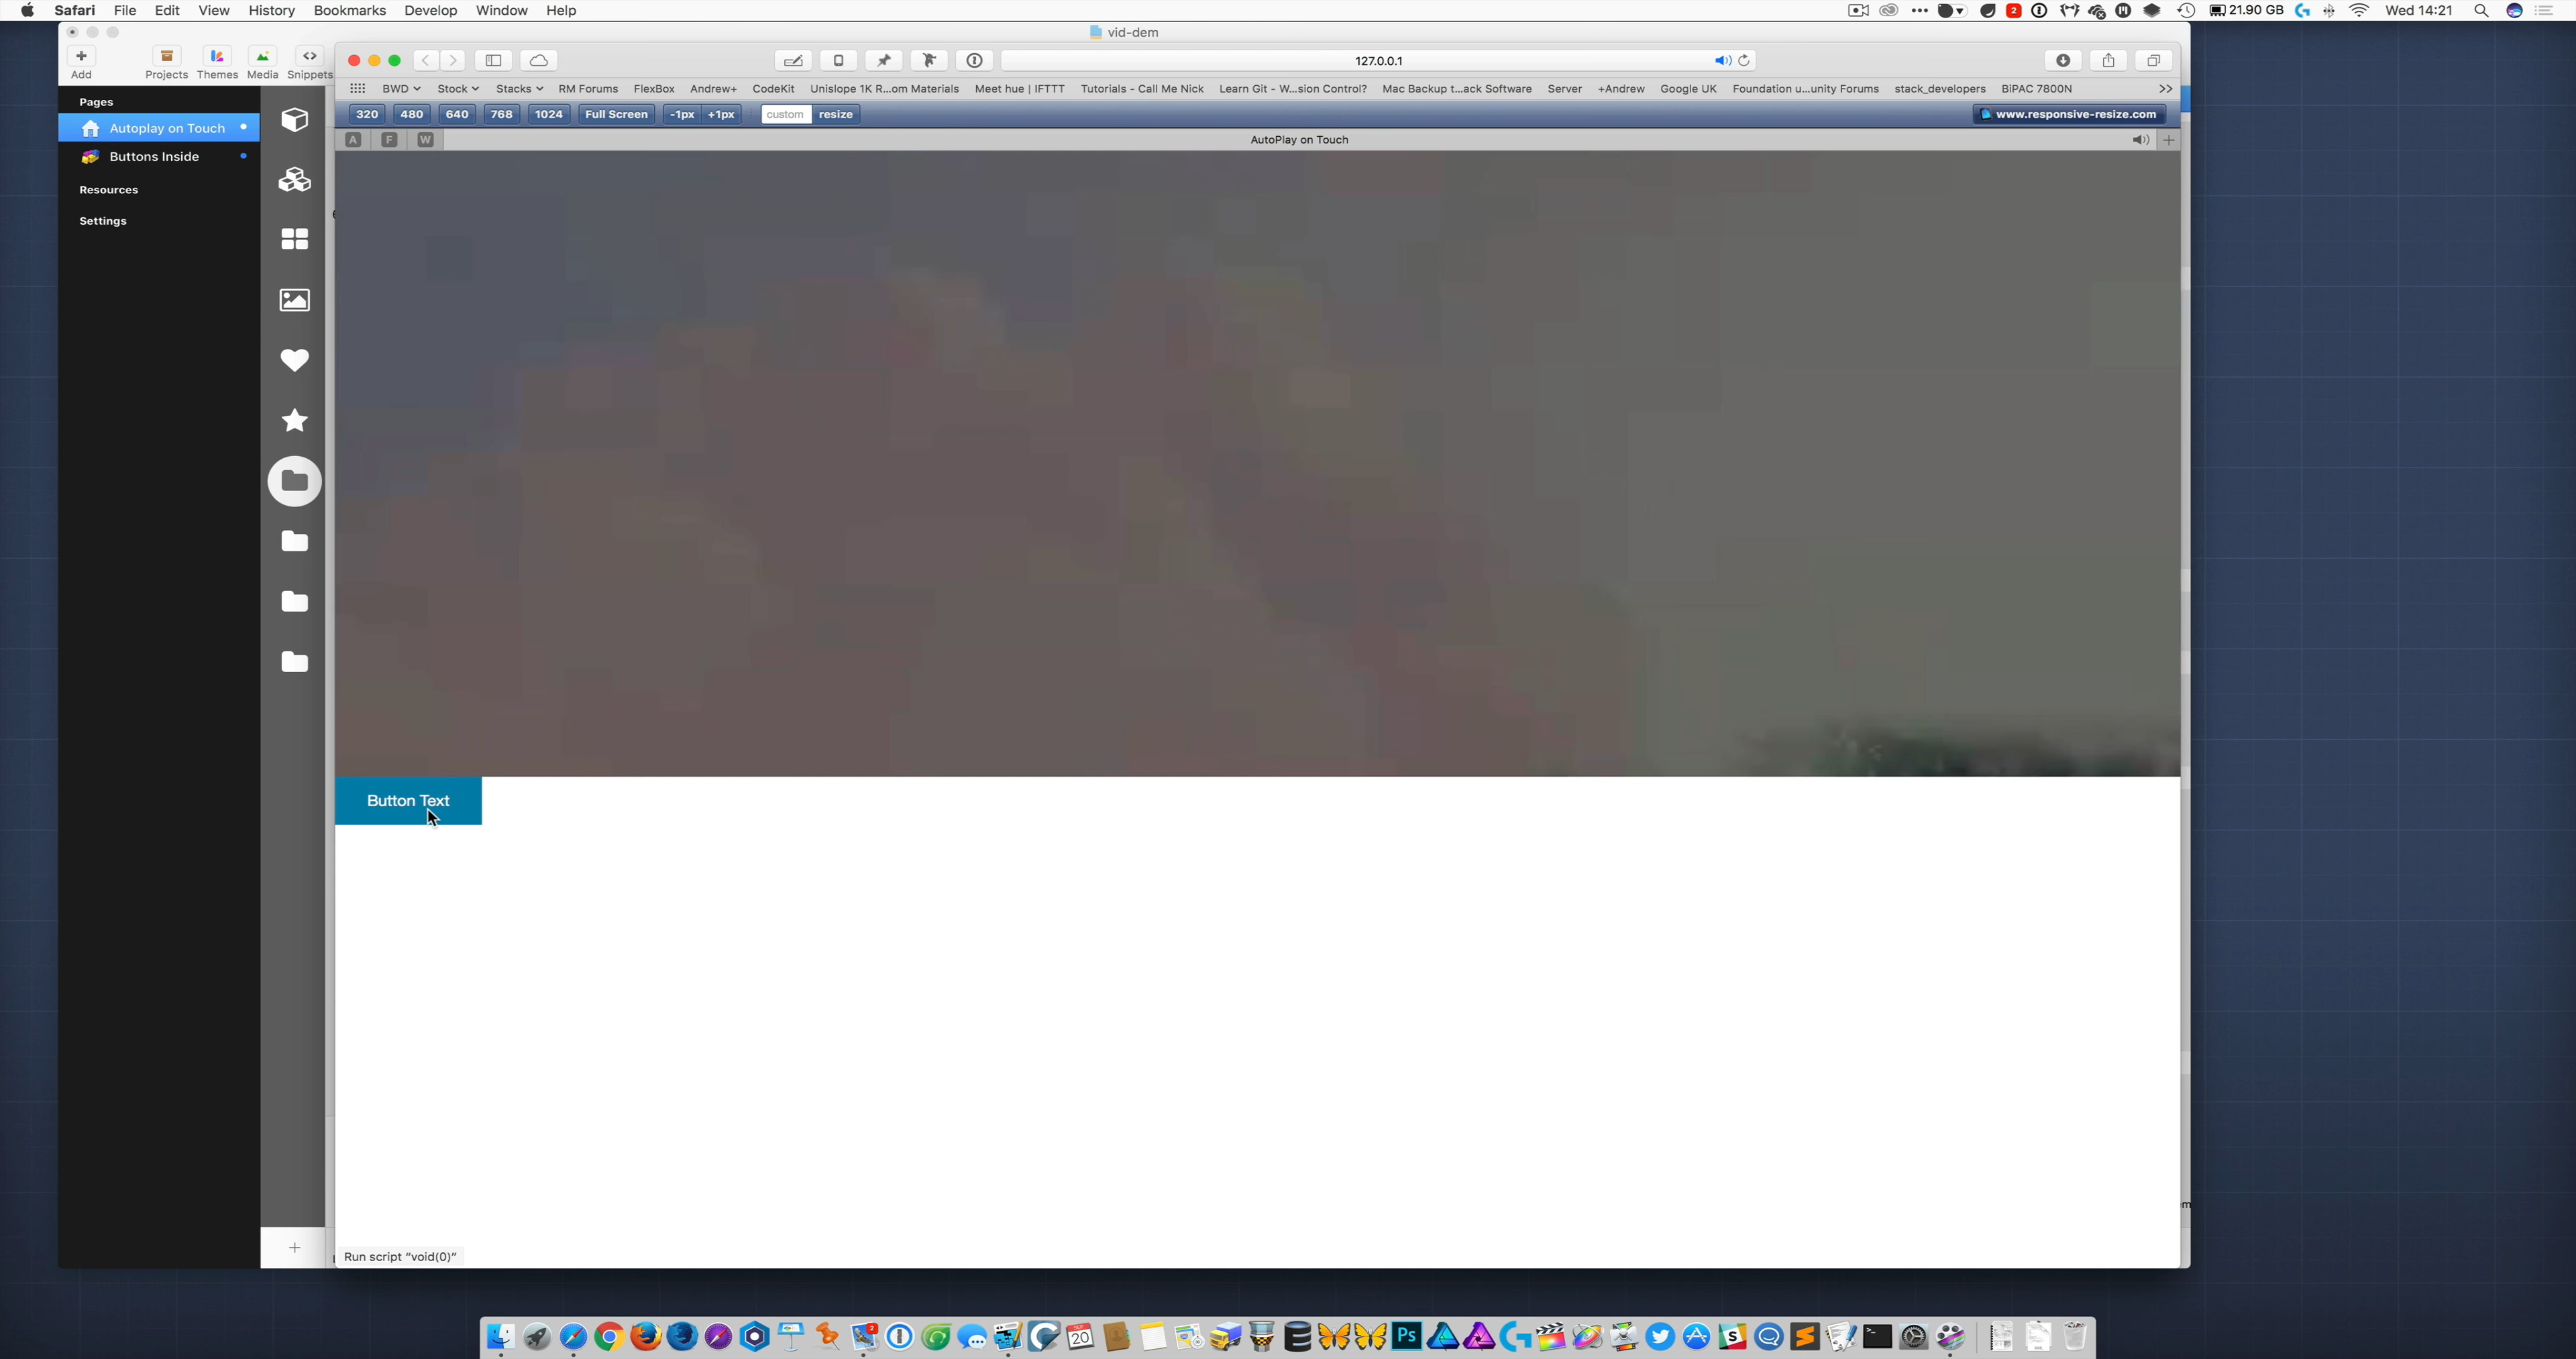 Safari File Edit View History Bookmarks Develop Window Help
2 21.90 GB Wed 14:21
vid-dem
Add Projects Themes Media Snippets
127.0.0.1
BWD Stock Stacks RM Forums FlexBox Andrew+ CodeKit Unislope 1K R...om Materials Meet hue | IFTTT Tutorials - Call Me Nick Learn Git - W...sion Control? Mac Backup t...ack Software Server +Andrew Google UK Foundation u...unity Forums stack_developers BiPAC 7800N
320 480 640 768 1024 Full Screen -1px +1px custom resize www.responsive-resize.com
A F W AutoPlay on Touch
Pages
Autoplay on Touch
Buttons Inside
Resources
Settings
Button Text
Run script "void(0)"
2 SEP 20 Ps S